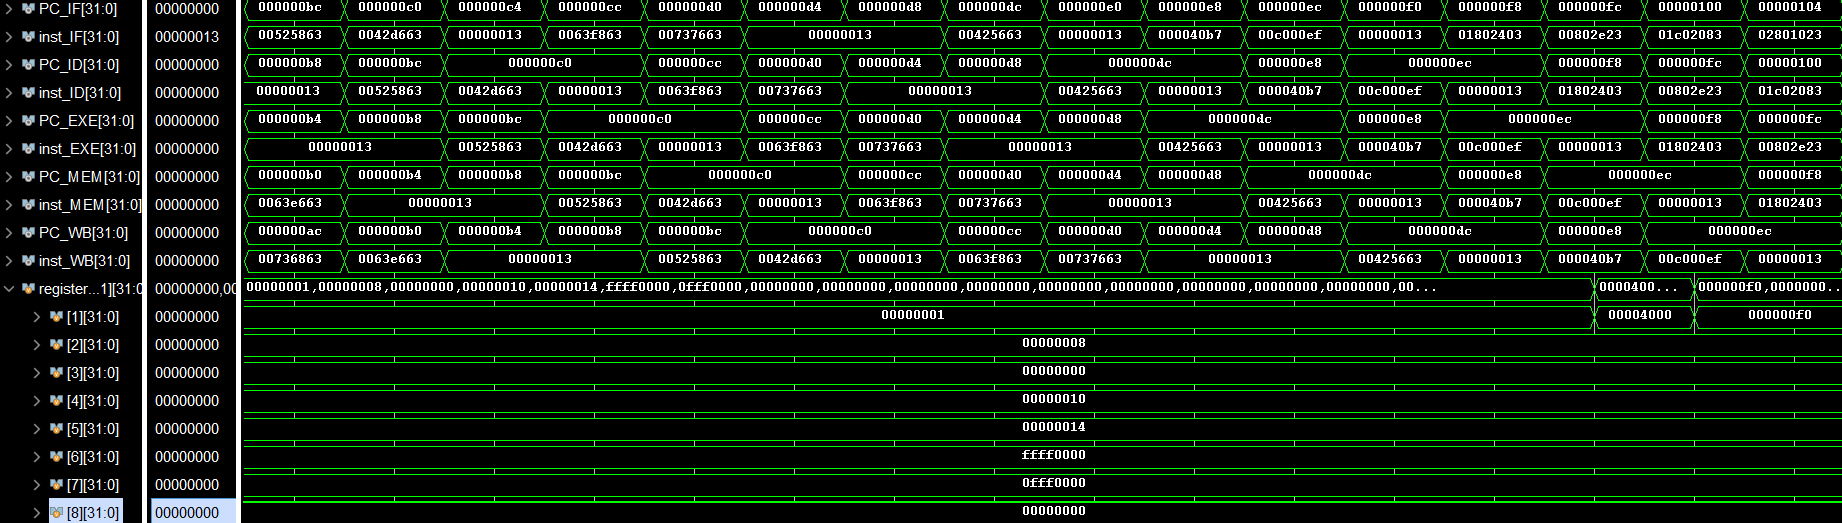 PC_IF[31:0] 000000bc 000000c0 000000c4 000000cc 000000d0 000000d4 000000d8 000000dc 000000e0 000000e8 000000ec 000000f0 000000f8 000000fc 00000100 00000104
inst_IF[31:0] 00000013 00525863 0042d663 00000013 0063f863 00737663 00000013 00425663 00000013 000040b7 00c000ef 00000013 01802403 00802e23 01c02083 02801023
PC_ID[31:0] 00000000 000000b8 000000bc 000000c0 000000cc 000000d0 000000d4 000000d8 000000dc 000000e8 000000ec 000000f8 000000fc 00000100
inst_ID[31:0] 00000000 00000013 00525863 0042d663 00000013 0063f863 00737663 00000013 00425663 00000013 000040b7 00c000ef 00000013 01802403 00802e23 01c02083
PC_EXE[31:0] 00000000 000000b4 000000b8 000000bc 000000c0 000000cc 000000d0 000000d4 000000d8 000000dc 000000e8 000000ec 000000f8 000000fc
inst_EXE[31:0] 00000000 00000013 00525863 0042d663 00000013 0063f863 00737663 00000013 00425663 00000013 000040b7 00c000ef 00000013 01802403 00802e23
PC_MEM[31:0] 00000000 000000b0 000000b4 000000b8 000000bc 000000c0 000000cc 000000d0 000000d4 000000d8 000000dc 000000e8 000000ec 000000f8
inst_MEM[31:0] 00000000 0063e663 00000013 00525863 0042d663 00000013 0063f863 00737663 00000013 00425663 00000013 000040b7 00c000ef 00000013 01802403
PC_WB[31:0] 00000000 000000ac 000000b0 000000b4 000000b8 000000bc 000000c0 000000cc 000000d0 000000d4 000000d8 000000dc 000000e8 000000ec
inst_WB[31:0] 00000000 00736863 0063e663 00000013 00525863 0042d663 00000013 0063f863 00737663 00000013 00425663 00000013 000040b7 00c000ef 00000013
register...1][31:0 00000000,00 00000001,00000008,00000000,00000010,00000014,ffff0000,0fff0000,00000000,00000000,00000000,00000000,00000000,00000000,00000000,00000000,00... 0000400... 000000f0,0000000...
[1][31:0] 00000000 00000001 00004000 000000f0
[2][31:0] 00000000 00000008
[3][31:0] 00000000 00000000
[4][31:0] 00000000 00000010
[5][31:0] 00000000 00000014
[6][31:0] 00000000 ffff0000
[7][31:0] 00000000 0fff0000
[8][31:0] 00000000 00000000